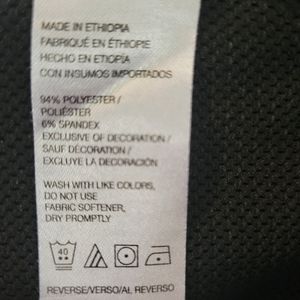 MADE IN ETHIOPIA
FABRIQUÉ EN ÉTHIOPIE
HECHO EN ETIOPÍA
CON INSUMOS IMPORTADOS
94% POLYESTER /
POLIÉSTER
6% SPANDEX
EXCLUSIVE OF DECORATION /
SAUF DÉCORATION /
EXCLUYE LA DECORACIÓN
WASH WITH LIKE COLORS,
DO NOT USE
FABRIC SOFTENER,
DRY PROMPTLY
40
REVERSE/VERSO/AL REVERSO